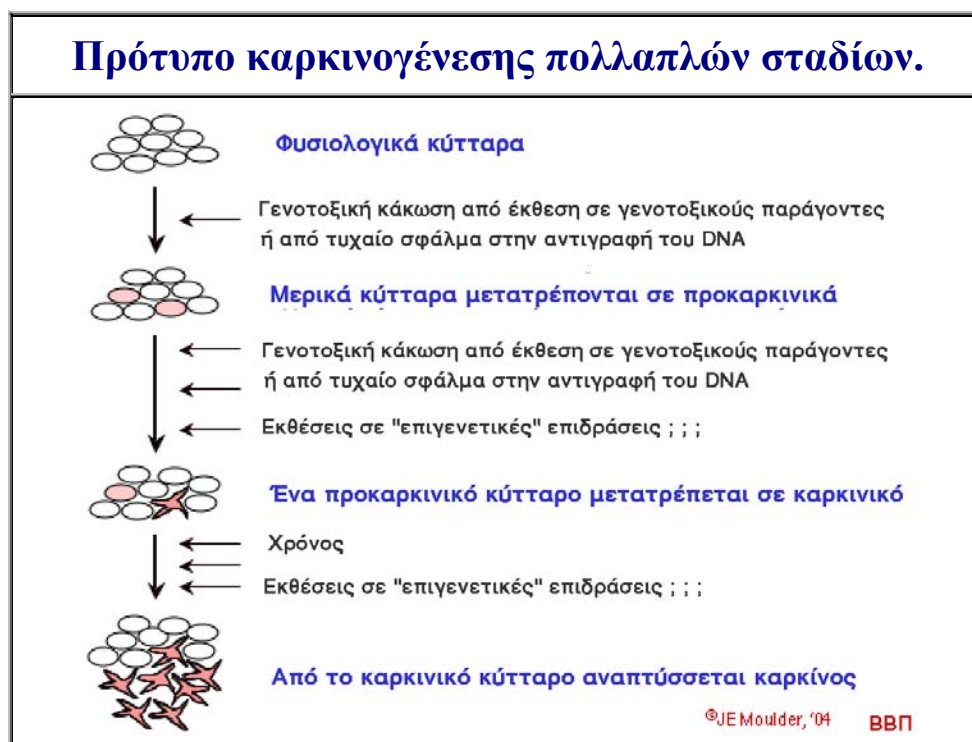 Πρότυπο καρκινογένεσης πολλαπλών σταδίων.
Φυσιολογικά κύτταρα
Γενοτοξική κάκωση από έκθεση σε γενοτοξικούς παράγοντες
ή από τυχαίο σφάλμα στην αντιγραφή του DNA
Μερικά κύτταρα μετατρέπονται σε προκαρκινικά
Γενοτοξική κάκωση από έκθεση σε γενοτοξικούς παράγοντες
ή από τυχαίο σφάλμα στην αντιγραφή του DNA
Εκθέσεις σε "επιγενετικές" επιδράσεις ; ; ;
Ένα προκαρκινικό κύτταρο μετατρέπεται σε καρκινικό
Χρόνος
Εκθέσεις σε "επιγενετικές" επιδράσεις ; ; ;
Από το καρκινικό κύτταρο αναπτύσσεται καρκίνος
©JE Moulder, '04 ΒΒΠ